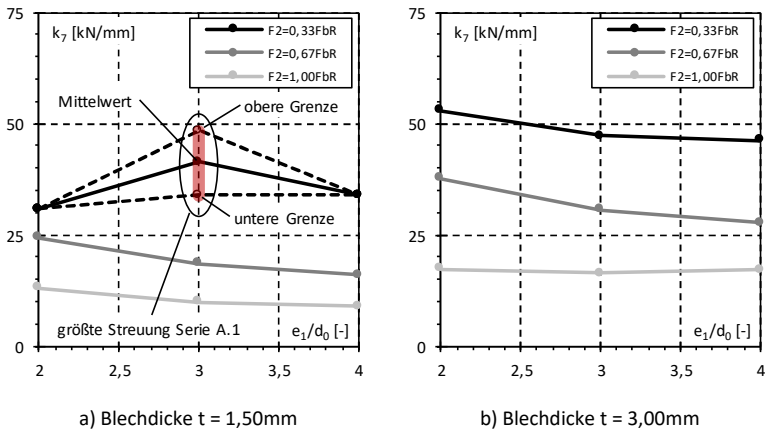 75
k7 [kN/mm]
F2=0,33FbR
F2=0,67FbR
F2=1,00FbR
Mittelwert
obere Grenze
50
untere Grenze
25
größte Streuung Serie A.1
e1/d0 [-]
0
2 2,5 3 3,5 4
a) Blechdicke t = 1,50mm
75
k7 [kN/mm]
F2=0,33FbR
F2=0,67FbR
F2=1,00FbR
50
25
e1/d0 [-]
0
2 2,5 3 3,5 4
b) Blechdicke t = 3,00mm